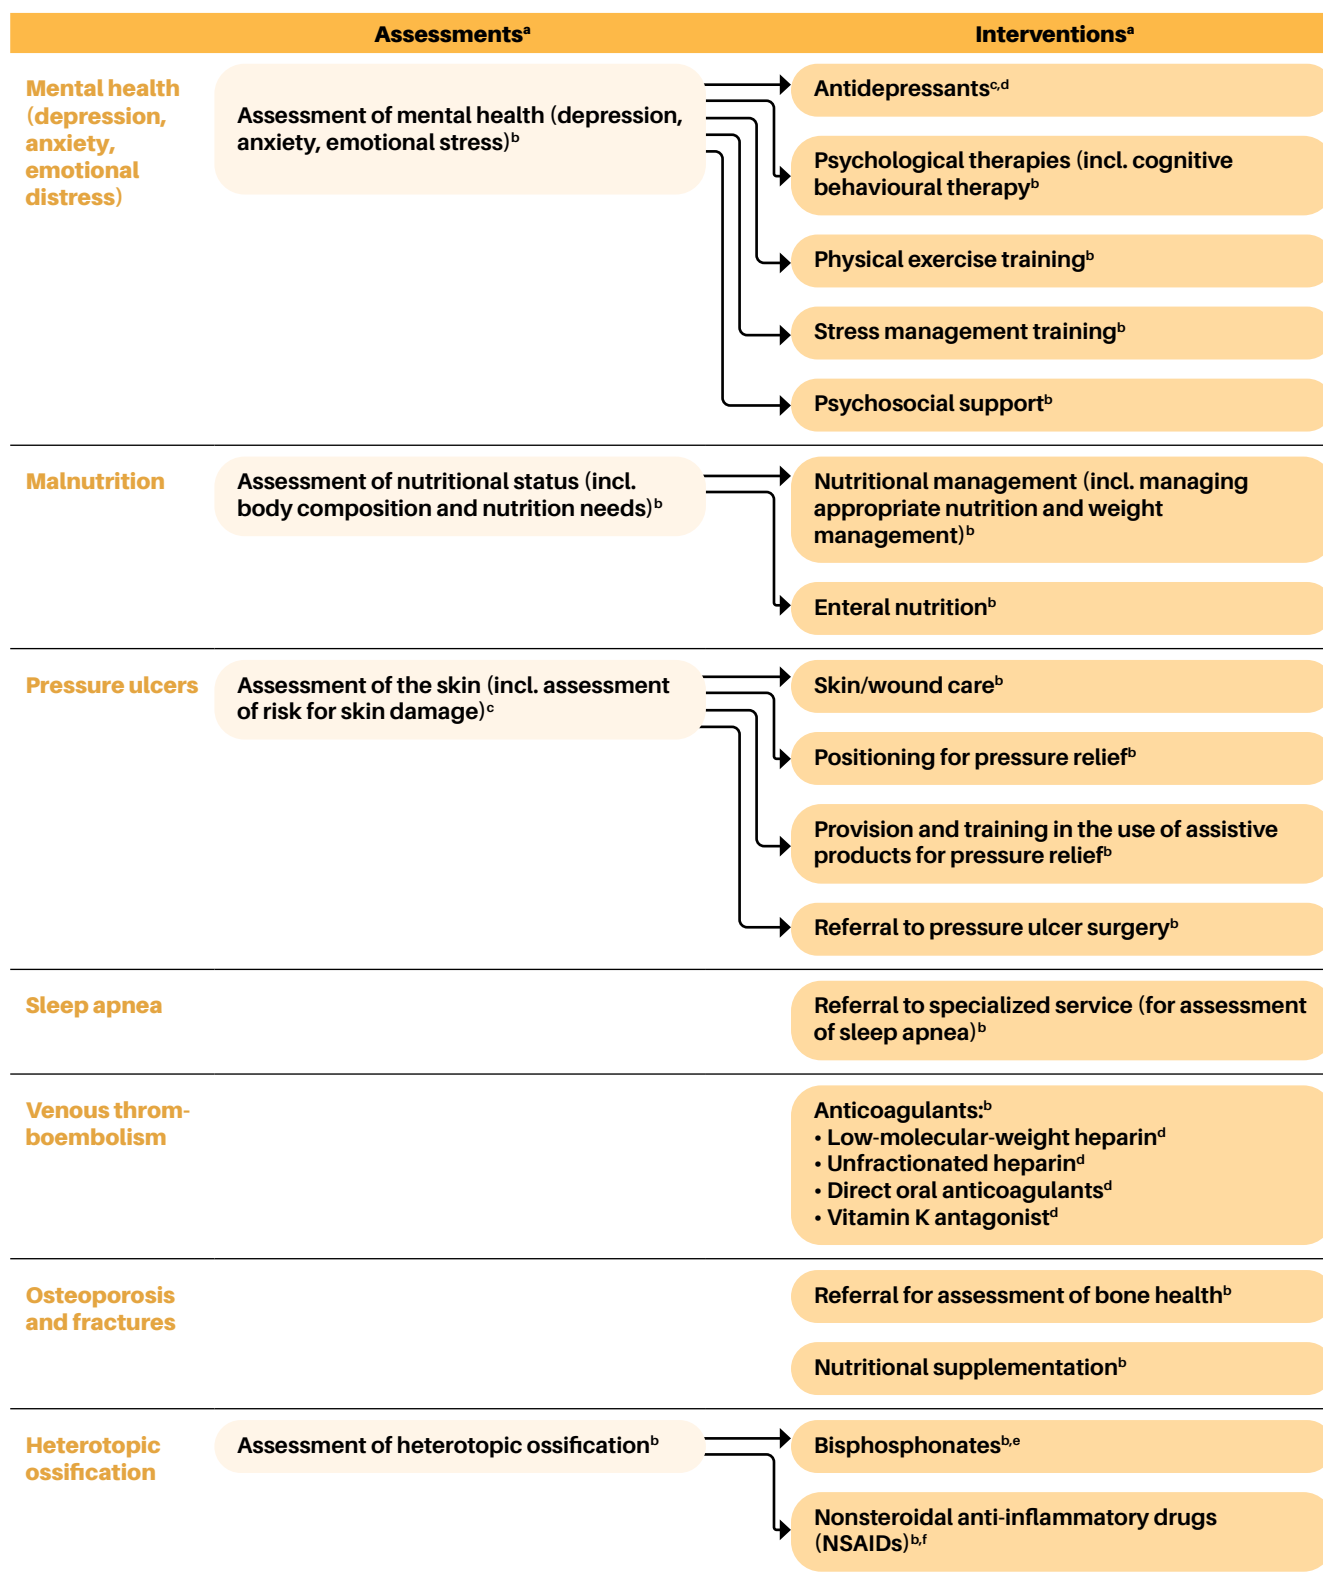 Assessmentsᵃ
Interventionsᵃ
Mental health
(depression,
anxiety,
emotional
distress)
Assessment of mental health (depression,
anxiety, emotional stress)ᵇ
Antidepressantsᶜ,ᵈ
Psychological therapies (incl. cognitive
behavioural therapyᵇ
Physical exercise trainingᵇ
Stress management trainingᵇ
Psychosocial supportᵇ
Malnutrition
Assessment of nutritional status (incl.
body composition and nutrition needs)ᵇ
Nutritional management (incl. managing
appropriate nutrition and weight
management)ᵇ
Enteral nutritionᵇ
Pressure ulcers
Assessment of the skin (incl. assessment
of risk for skin damage)ᶜ
Skin/wound careᵇ
Positioning for pressure reliefᵇ
Provision and training in the use of assistive
products for pressure reliefᵇ
Referral to pressure ulcer surgeryᵇ
Sleep apnea
Referral to specialized service (for assessment
of sleep apnea)ᵇ
Venous throm-
boembolism
Anticoagulants:ᵇ
• Low-molecular-weight heparinᵈ
• Unfractionated heparinᵈ
• Direct oral anticoagulantsᵈ
• Vitamin K antagonistᵈ
Osteoporosis
and fractures
Referral for assessment of bone healthᵇ
Nutritional supplementationᵇ
Heterotopic
ossification
Assessment of heterotopic ossificationᵇ
Bisphosphonatesᵇ,ᵉ
Nonsteroidal anti-inflammatory drugs
(NSAIDs)ᵇ,ᶠ